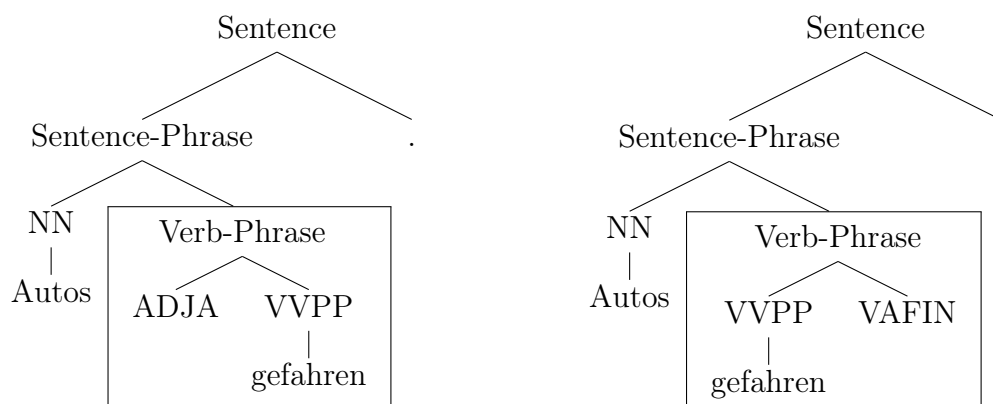 Sentence Sentence
Sentence-Phrase . Sentence-Phrase
NN Verb-Phrase NN Verb-Phrase
Autos ADJA VVPP Autos VVPP VAFIN
gefahren gefahren